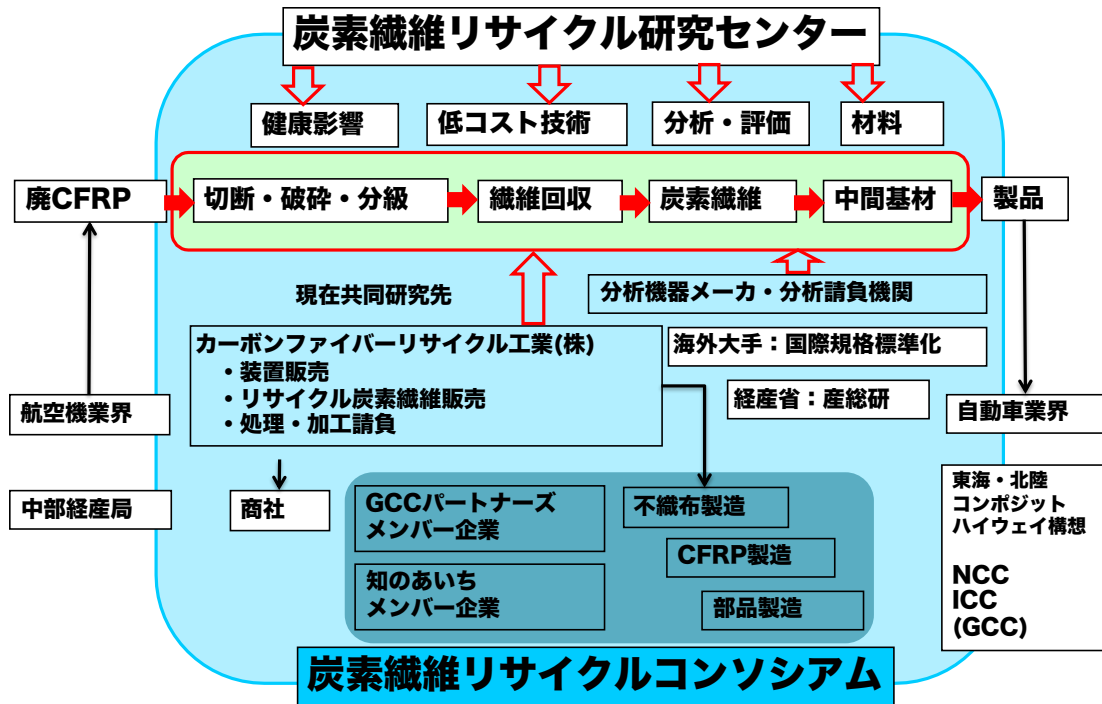 炭素繊維リサイクル研究センター
健康影響
低コスト技術
分析・評価
材料
廃CFRP
切断・破砕・分級
繊維回収
炭素繊維
中間基材
製品
現在共同研究先
分析機器メーカ・分析請負機関
カーボンファイバーリサイクル工業(株)
・装置販売
・リサイクル炭素繊維販売
・処理・加工請負
海外大手：国際規格標準化
経産省：産総研
航空機業界
自動車業界
中部経産局
商社
GCCパートナーズ
メンバー企業
知のあいち
メンバー企業
不織布製造
CFRP製造
部品製造
東海・北陸
コンポジット
ハイウェイ構想
NCC
ICC
(GCC)
炭素繊維リサイクルコンソシアム